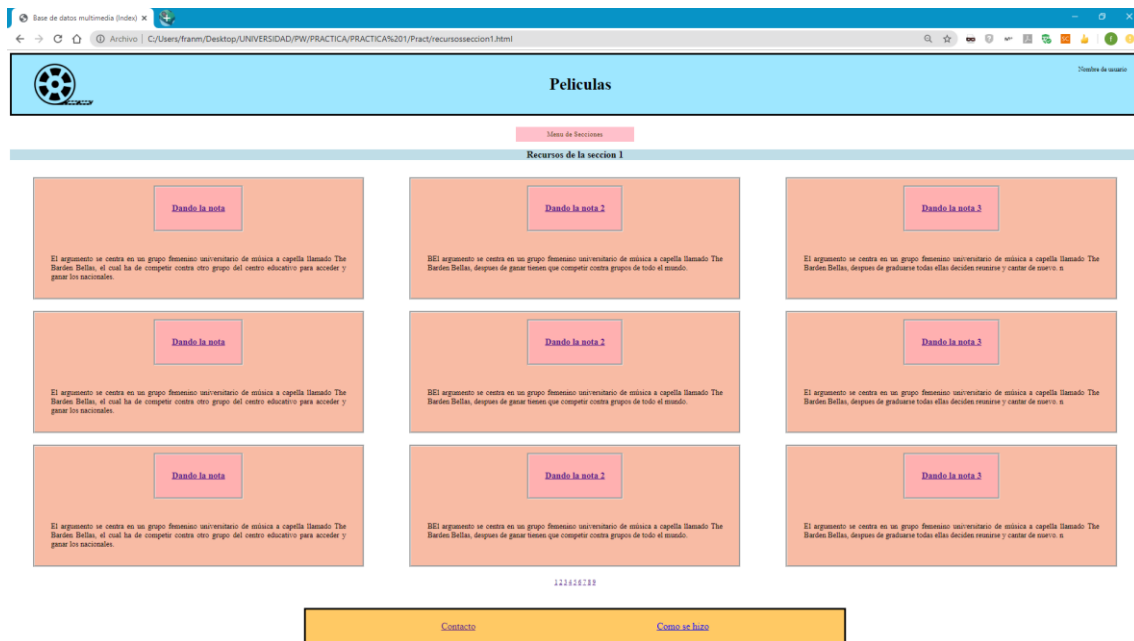 Base de datos multimedia (Index)
Archivo | C:/Users/franm/Desktop/UNIVERSIDAD/PW/PRACTICA/PRACTICA%201/Pract/recursosseccion1.html
Peliculas
Nombre de usuario
Menu de Secciones
Recursos de la seccion 1
Dando la nota
El argumento se centra en un grupo femenino universitario de música a capella llamado The
Barden Bellas, el cual ha de competir contra otro grupo del centro educativo para acceder y
ganar los nacionales.
Dando la nota 2
BEl argumento se centra en un grupo femenino universitario de música a capella llamado The
Barden Bellas, despues de ganar tienen que competir contra grupos de todo el mundo.
Dando la nota 3
El argumento se centra en un grupo femenino universitario de música a capella llamado The
Barden Bellas, despues de graduarse todas ellas deciden reunirse y cantar de nuevo. n
Dando la nota
El argumento se centra en un grupo femenino universitario de música a capella llamado The
Barden Bellas, el cual ha de competir contra otro grupo del centro educativo para acceder y
ganar los nacionales.
Dando la nota 2
BEl argumento se centra en un grupo femenino universitario de música a capella llamado The
Barden Bellas, despues de ganar tienen que competir contra grupos de todo el mundo.
Dando la nota 3
El argumento se centra en un grupo femenino universitario de música a capella llamado The
Barden Bellas, despues de graduarse todas ellas deciden reunirse y cantar de nuevo. n
Dando la nota
El argumento se centra en un grupo femenino universitario de música a capella llamado The
Barden Bellas, el cual ha de competir contra otro grupo del centro educativo para acceder y
ganar los nacionales.
Dando la nota 2
BEl argumento se centra en un grupo femenino universitario de música a capella llamado The
Barden Bellas, despues de ganar tienen que competir contra grupos de todo el mundo.
Dando la nota 3
El argumento se centra en un grupo femenino universitario de música a capella llamado The
Barden Bellas, despues de graduarse todas ellas deciden reunirse y cantar de nuevo. n
1 2 3 4 5 6 7 8 9
Contacto
Como se hizo